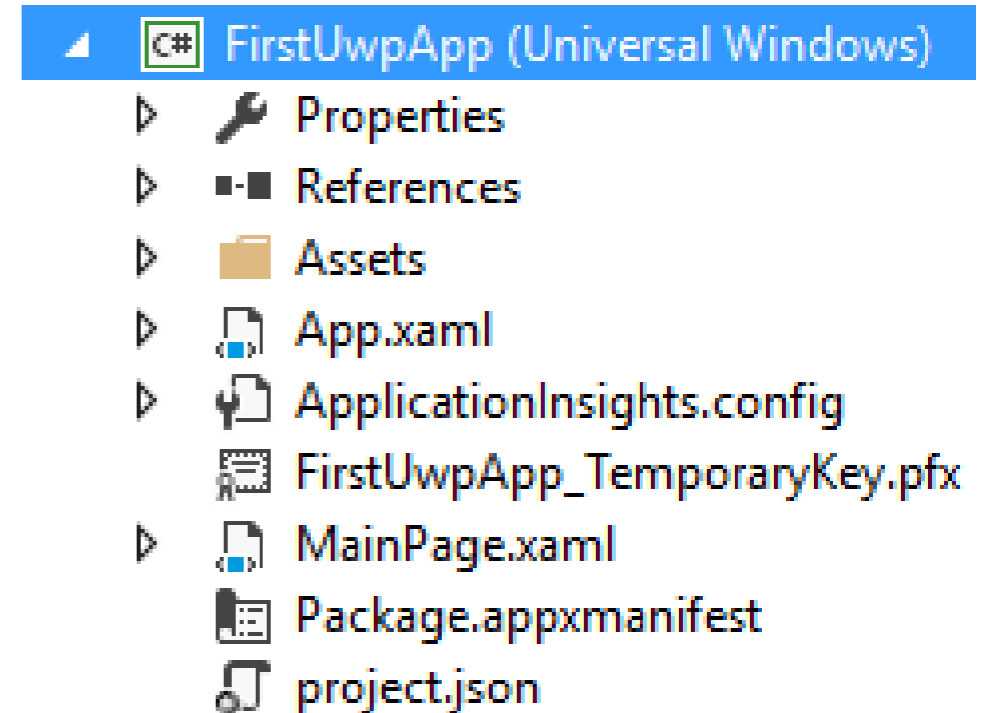 C# FirstUwpApp (Universal Windows)
Properties
References
Assets
App.xaml
ApplicationInsights.config
FirstUwpApp_TemporaryKey.pfx
MainPage.xaml
Package.appxmanifest
project.json